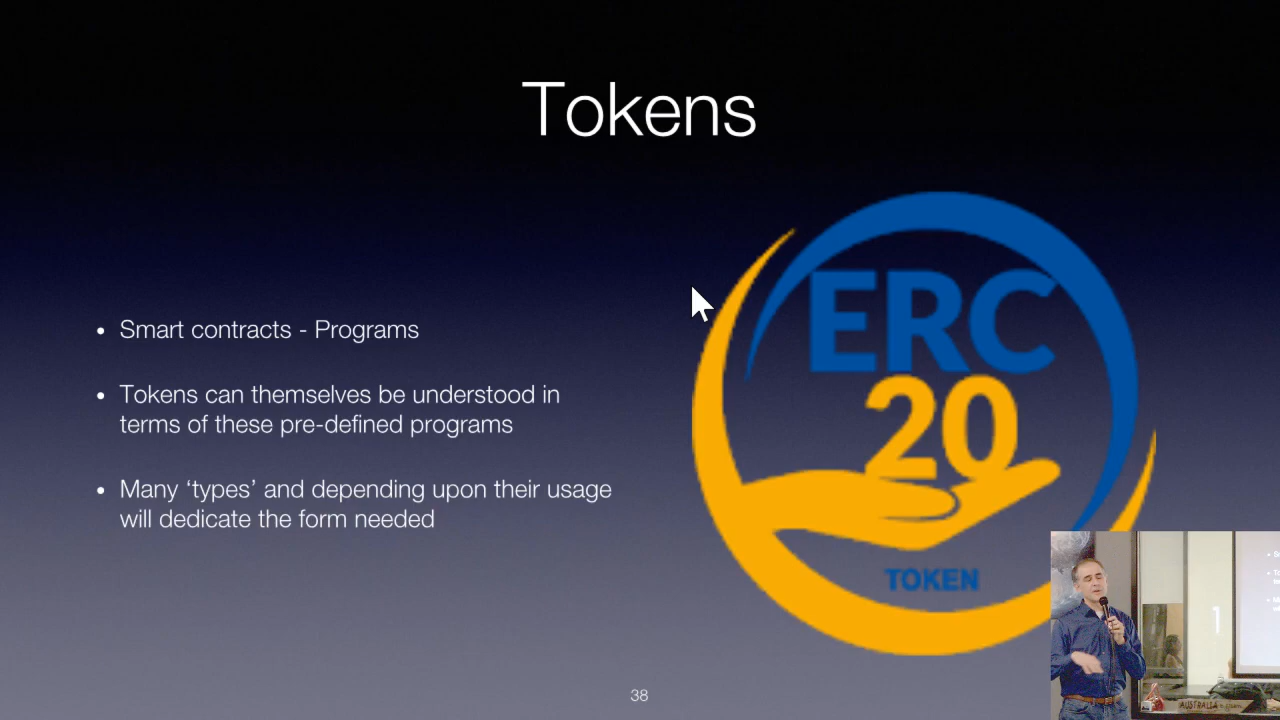 Tokens
• Smart contracts - Programs
• Tokens can themselves be understood in
terms of these pre-defined programs
• Many ‘types’ and depending upon their usage
will dedicate the form needed
ERC
20
TOKEN
AUSTRALIA
38